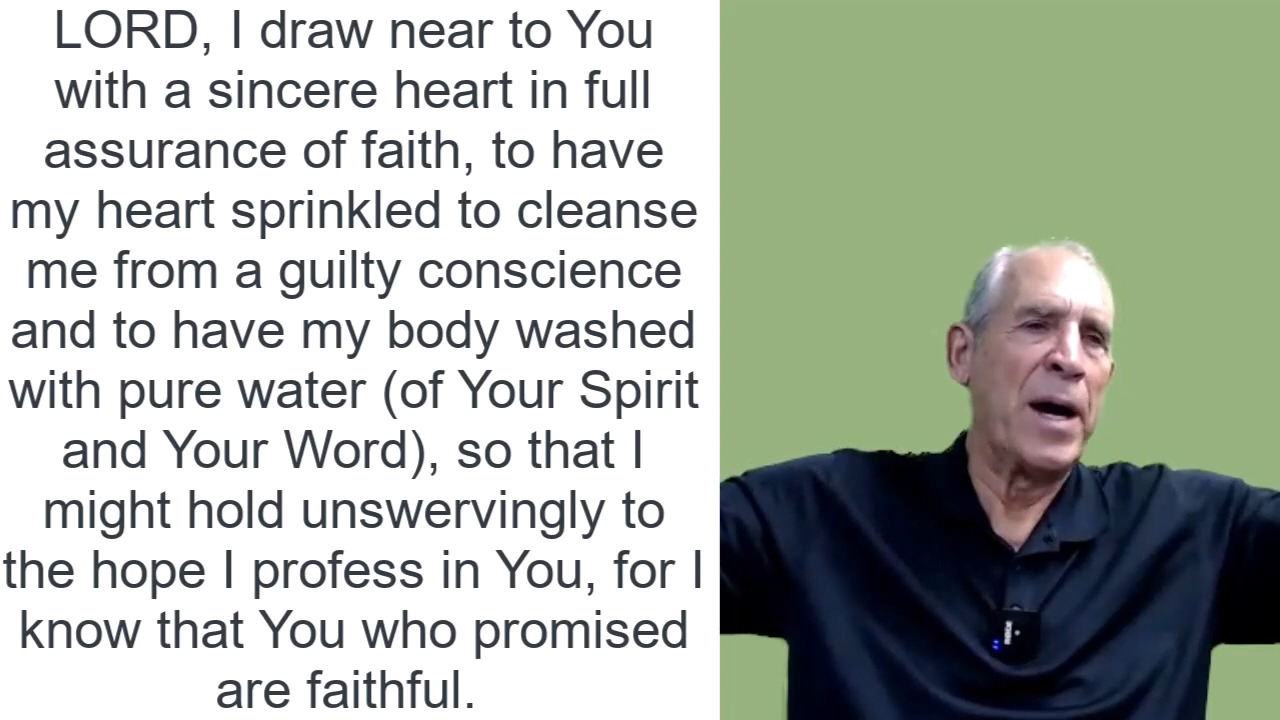 LORD, I draw near to You
with a sincere heart in full
assurance of faith, to have
my heart sprinkled to cleanse
me from a guilty conscience
and to have my body washed
with pure water (of Your Spirit
and Your Word), so that I
might hold unswervingly to
the hope I profess in You, for I
know that You who promised
are faithful.